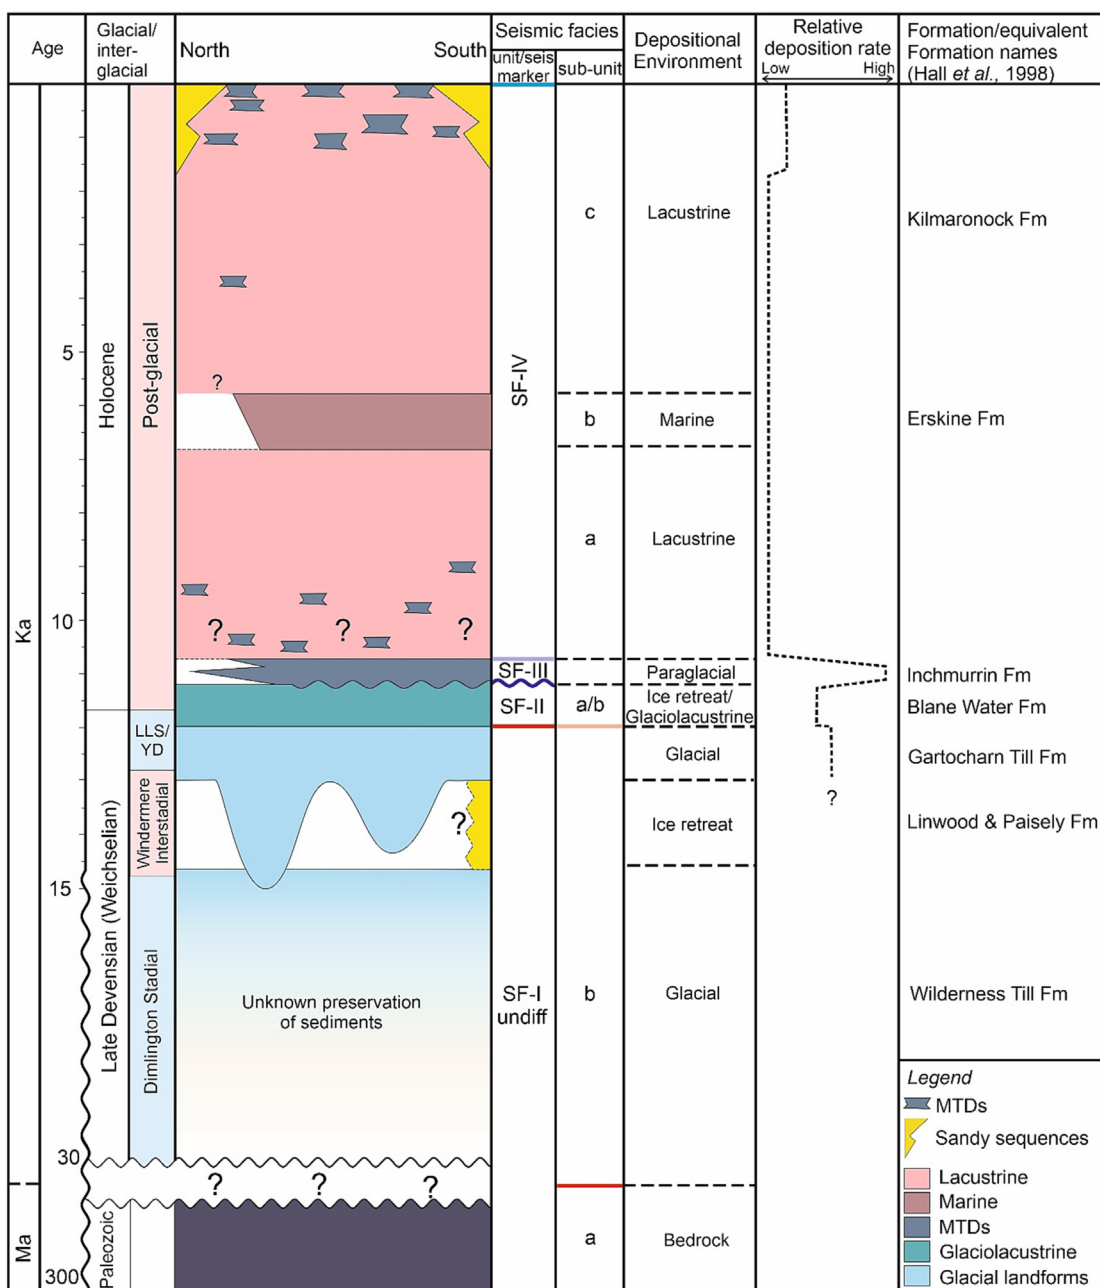 Age
Glacial/
inter-
glacial
North
South
Seismic facies
unit/seis
marker
sub-unit
Depositional
Environment
Relative
deposition rate
Low
High
Formation/equivalent
Formation names
(Hall et al., 1998)
Ka
Ma
5
10
15
30
300
Holocene
Late Devensian (Weichselian)
Paleozoic
Post-glacial
LLS/
YD
Windermere
Interstadial
Dimlington Stadial
?
? ? ?
?
Unknown preservation
of sediments
? ? ?
SF-IV
SF-III
SF-II
SF-I
undiff
c
b
a
a/b
b
a
Lacustrine
Marine
Lacustrine
Paraglacial
Ice retreat/
Glaciolacustrine
Glacial
Ice retreat
Glacial
Bedrock
?
Kilmaronock Fm
Erskine Fm
Inchmurrin Fm
Blane Water Fm
Gartocharn Till Fm
Linwood & Paisely Fm
Wilderness Till Fm
Legend
MTDs
Sandy sequences
Lacustrine
Marine
MTDs
Glaciolacustrine
Glacial landforms